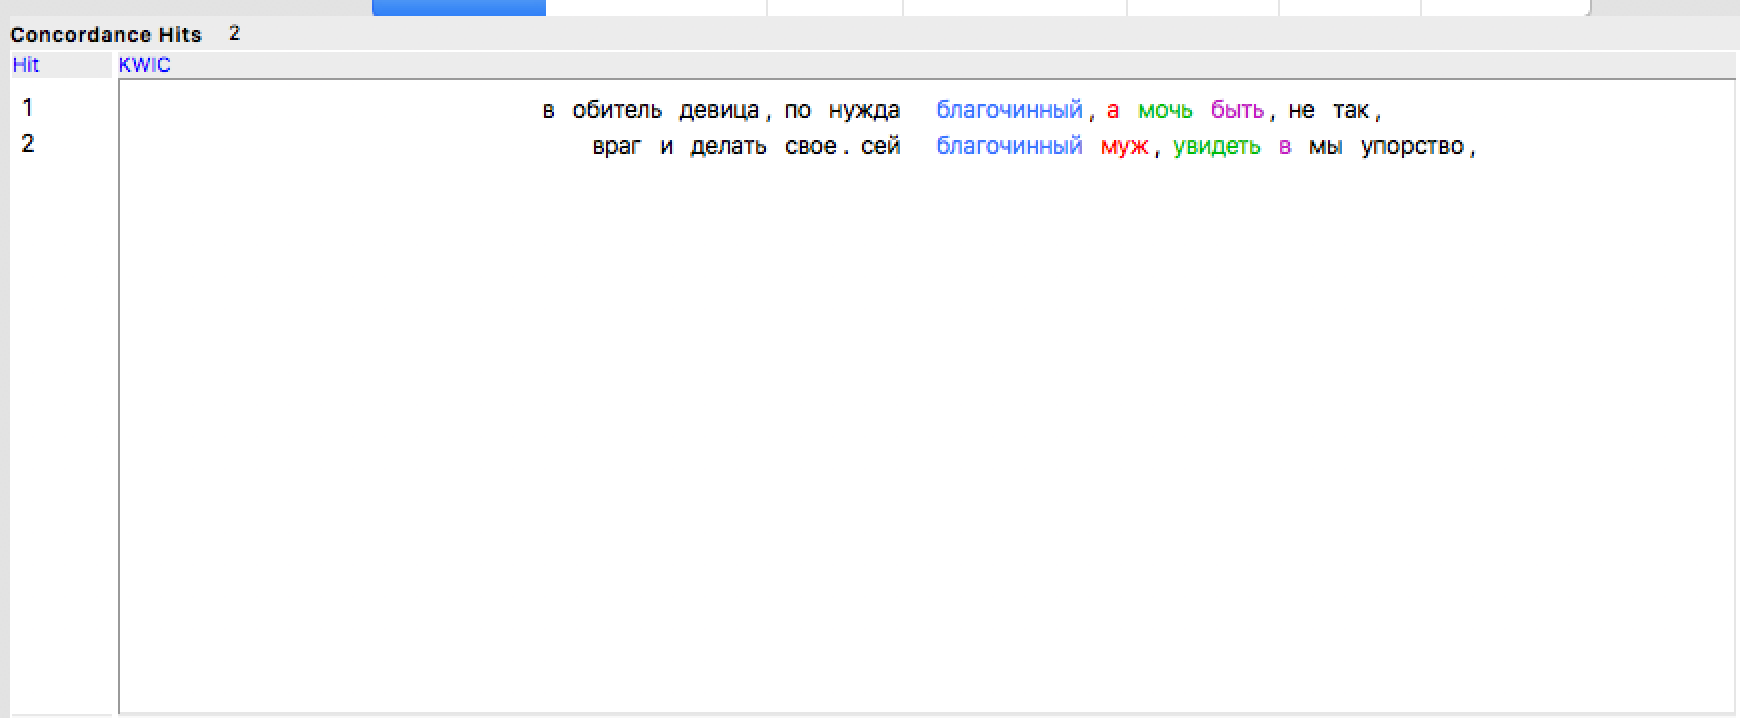 Concordance Hits 2
Hit KWIC
1 в обитель девица, по нужда благочинный, а мочь быть, не так,
2 враг и делать свое. сей благочинный муж, увидеть в мы упорство,